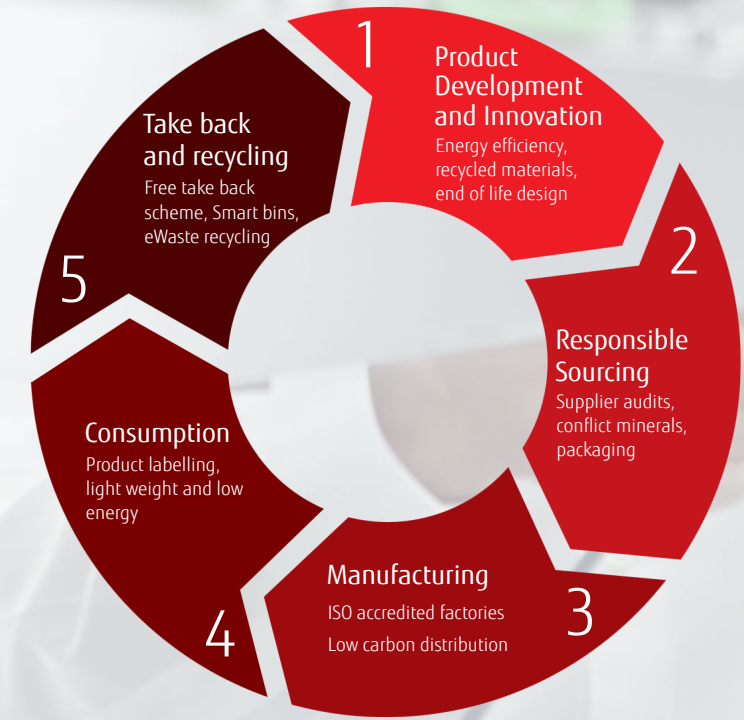 1
Product
Development
and Innovation
Energy efficiency,
recycled materials,
end of life design
2
Responsible
Sourcing
Supplier audits,
conflict minerals,
packaging
3
Manufacturing
ISO accredited factories
Low carbon distribution
4
Consumption
Product labelling,
light weight and low
energy
5
Take back
and recycling
Free take back
scheme, Smart bins,
eWaste recycling